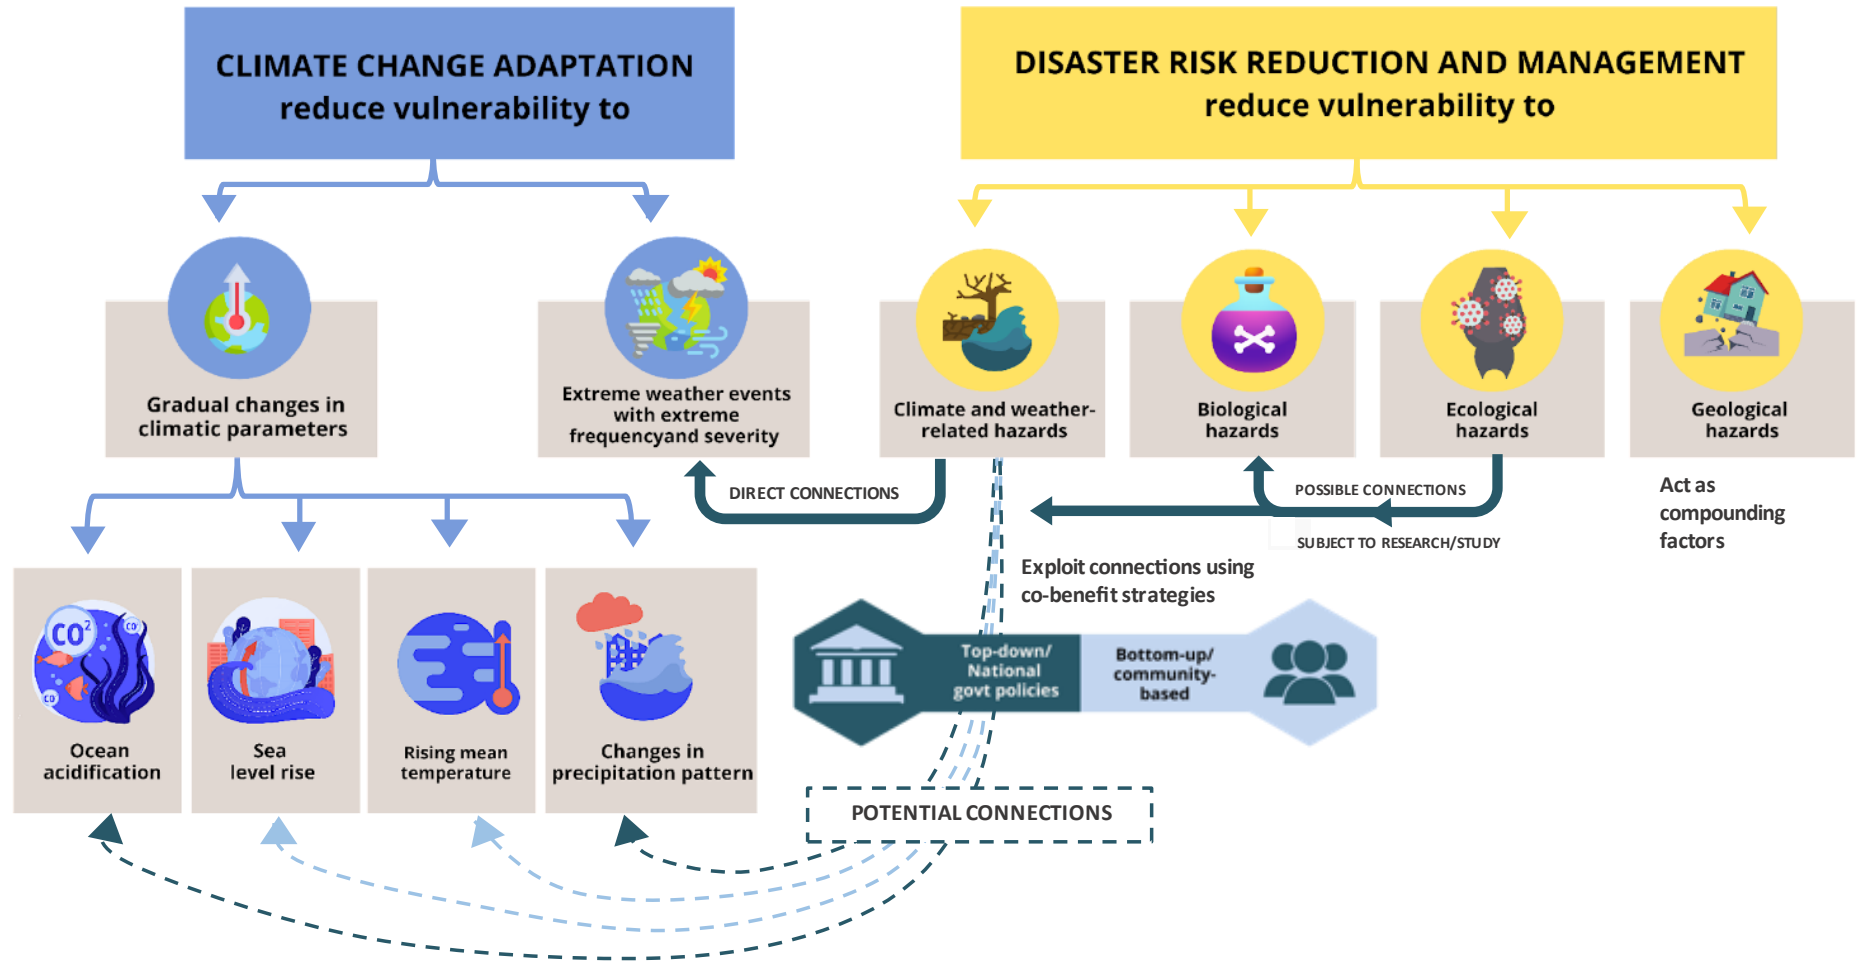 CLIMATE CHANGE ADAPTATION
reduce vulnerability to
DISASTER RISK REDUCTION AND MANAGEMENT
reduce vulnerability to
Gradual changes in
climatic parameters
Extreme weather events
with extreme
frequencyand severity
Climate and weather-
related hazards
Biological
hazards
Ecological
hazards
Geological
hazards
DIRECT CONNECTIONS
POSSIBLE CONNECTIONS
SUBJECT TO RESEARCH/STUDY
Act as
compounding
factors
Exploit connections using
co-benefit strategies
Top-down/
National
govt policies
Bottom-up/
community-
based
CO²
CO
CO
Ocean
acidification
Sea
level rise
Rising mean
temperature
Changes in
precipitation pattern
POTENTIAL CONNECTIONS